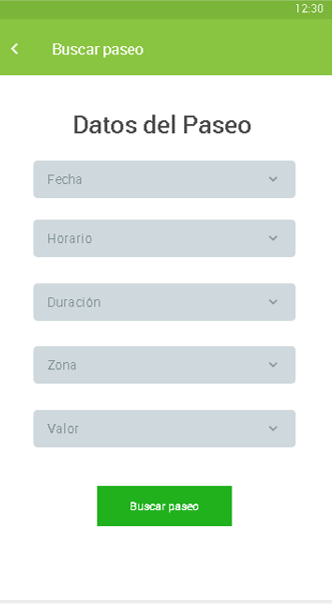 12:30
Buscar paseo
Datos del Paseo
Fecha
Horario
Duración
Zona
Valor
Buscar paseo